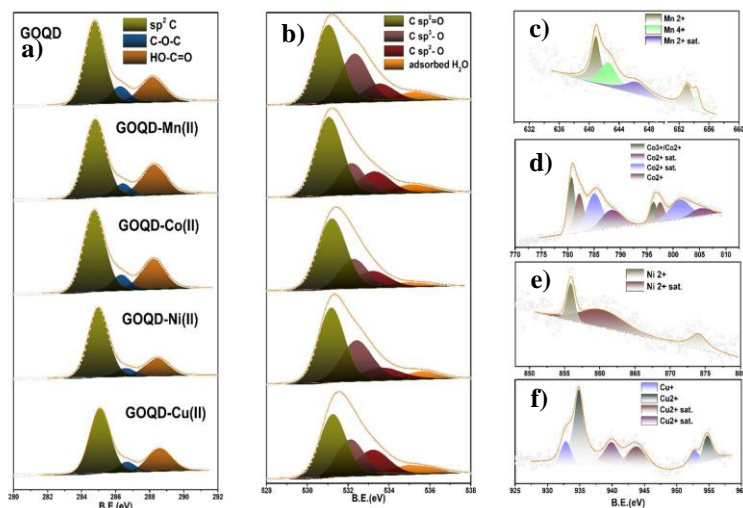 GOQD
a)
sp² C
C-O-C
HO-C=O
GOQD-Mn(II)
GOQD-Co(II)
GOQD-Ni(II)
GOQD-Cu(II)
280 282 284 286 288 290 292
B.E.(eV)
b)
C sp²=O
C sp³- O
C sp²- O
adsorbed H₂O
628 530 532 534 536 538
B.E.(eV)
c)
Mn 2+
Mn 4+
Mn 2+ sat.
632 636 640 644 648 652 656 660
d)
Co3+/Co2+
Co2+ sat.
Co2+ sat.
Co2+
770 775 780 785 790 795 800 805 810
e)
Ni 2+
Ni 2+ sat.
850 855 860 865 870 875 880
f)
Cu+
Cu2+
Cu2+ sat.
Cu2+ sat.
925 930 935 940 945 950 955 960
B.E.(eV)